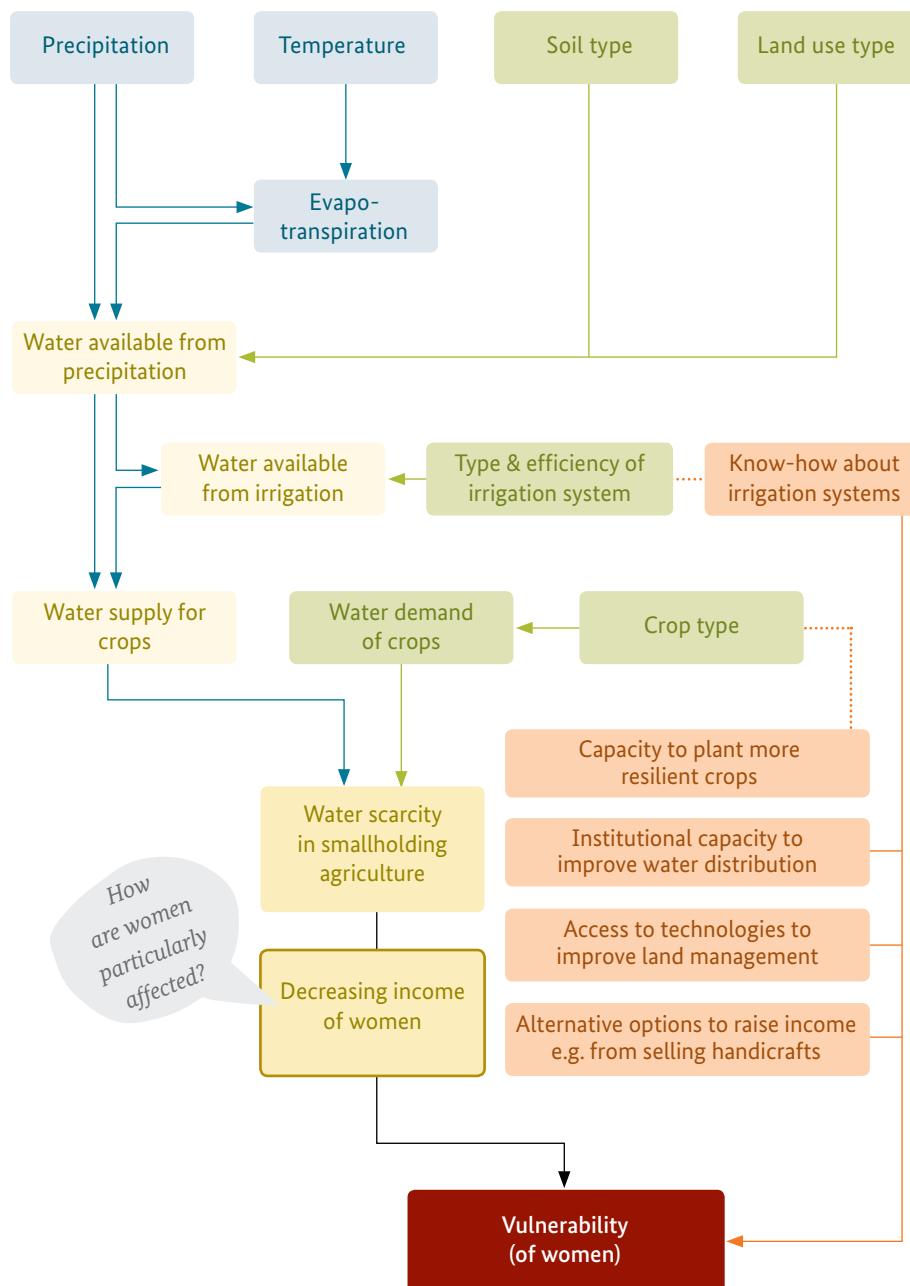 Precipitation
Temperature
Soil type
Land use type
Evapo-
transpiration
Water available from
precipitation
Water available
from irrigation
Type & efficiency of
irrigation system
Know-how about
irrigation systems
Water supply for
crops
Water demand
of crops
Crop type
Capacity to plant more
resilient crops
Water scarcity
in smallholding
agriculture
Institutional capacity to
improve water distribution
How
are women
particularly
affected?
Access to technologies to
improve land management
Decreasing income
of women
Alternative options to raise income
e.g. from selling handicrafts
Vulnerability
(of women)